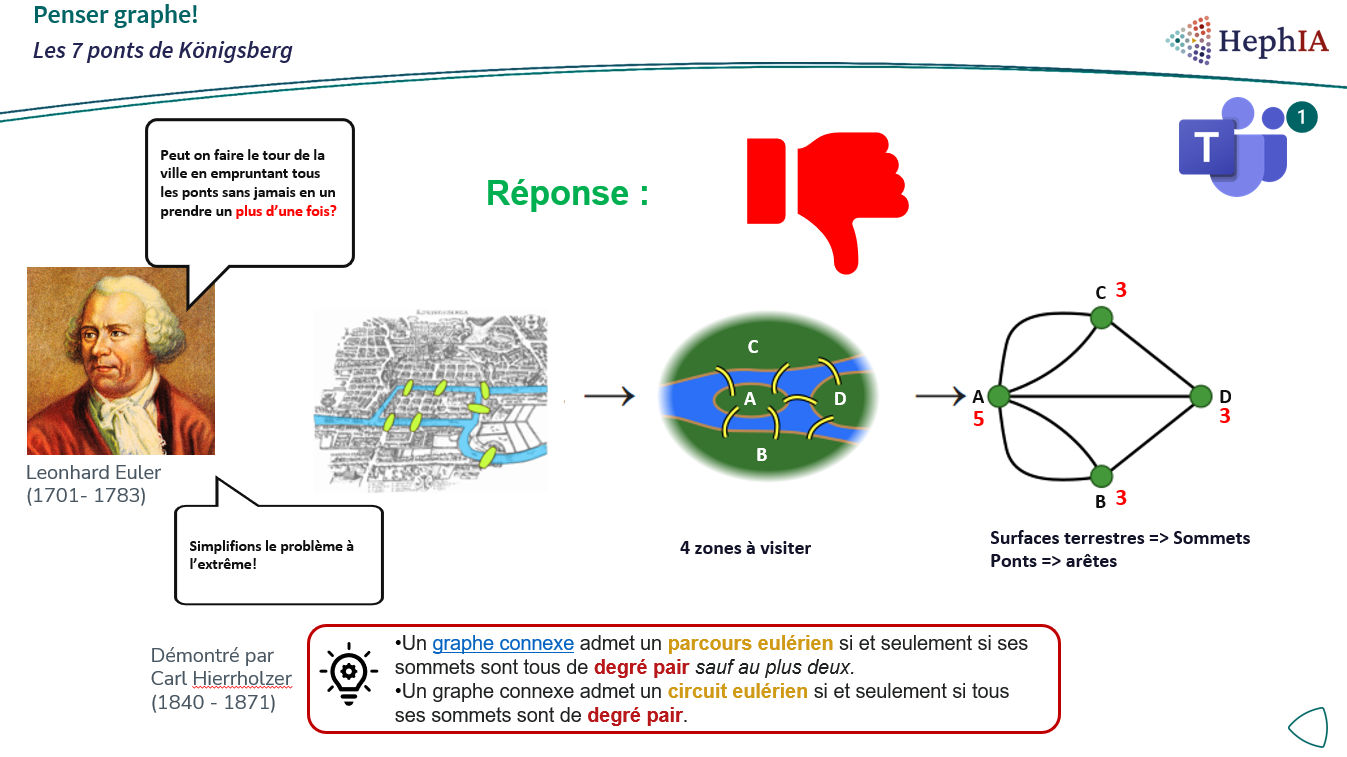 Penser graphe!
Les 7 ponts de Königsberg
HephIA
T
1
Peut on faire le tour de la
ville en empruntant tous
les ponts sans jamais en un
prendre un plus d’une fois?
Réponse :
Leonhard Euler
(1701- 1783)
Simplifions le problème à
l’extrême!
C
A
D
B
4 zones à visiter
C 3
A
5
D
3
B 3
Surfaces terrestres => Sommets
Ponts => arêtes
Démontré par
Carl Hierrholzer
(1840 - 1871)
•Un graphe connexe admet un parcours eulérien si et seulement si ses
sommets sont tous de degré pair sauf au plus deux.
•Un graphe connexe admet un circuit eulérien si et seulement si tous
ses sommets sont de degré pair.